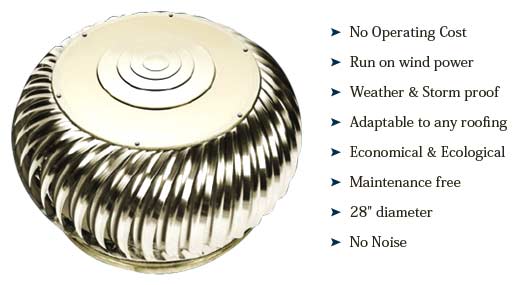 No Operating Cost
Run on wind power
Weather & Storm proof
Adaptable to any roofing
Economical & Ecological
Maintenance free
28" diameter
No Noise